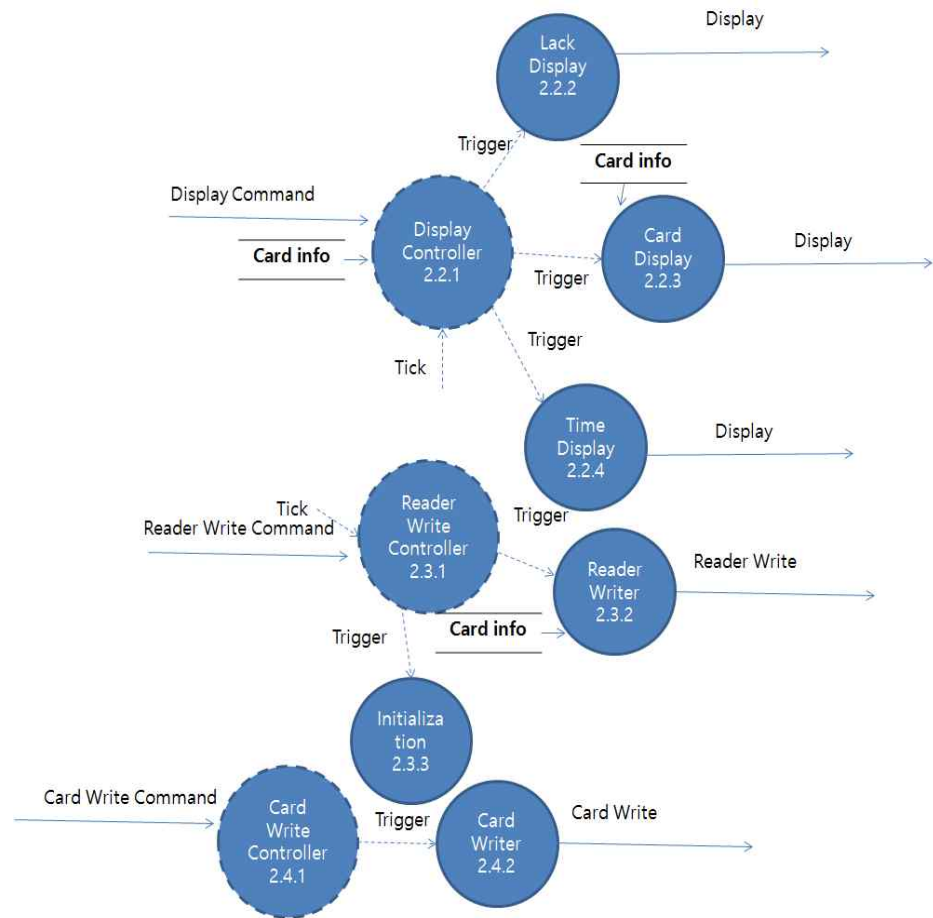 Display
Lack
Display
2.2.2
Trigger
Card info
Display Command
Display
Controller
2.2.1
Card info
Card
Display
2.2.3
Display
Trigger
Trigger
Tick
Time
Display
2.2.4
Display
Tick
Reader Write Command
Reader
Write
Controller
2.3.1
Trigger
Reader
Writer
2.3.2
Reader Write
Card info
Trigger
Initializa
tion
2.3.3
Card Write Command
Card
Write
Controller
2.4.1
Trigger
Card
Writer
2.4.2
Card Write